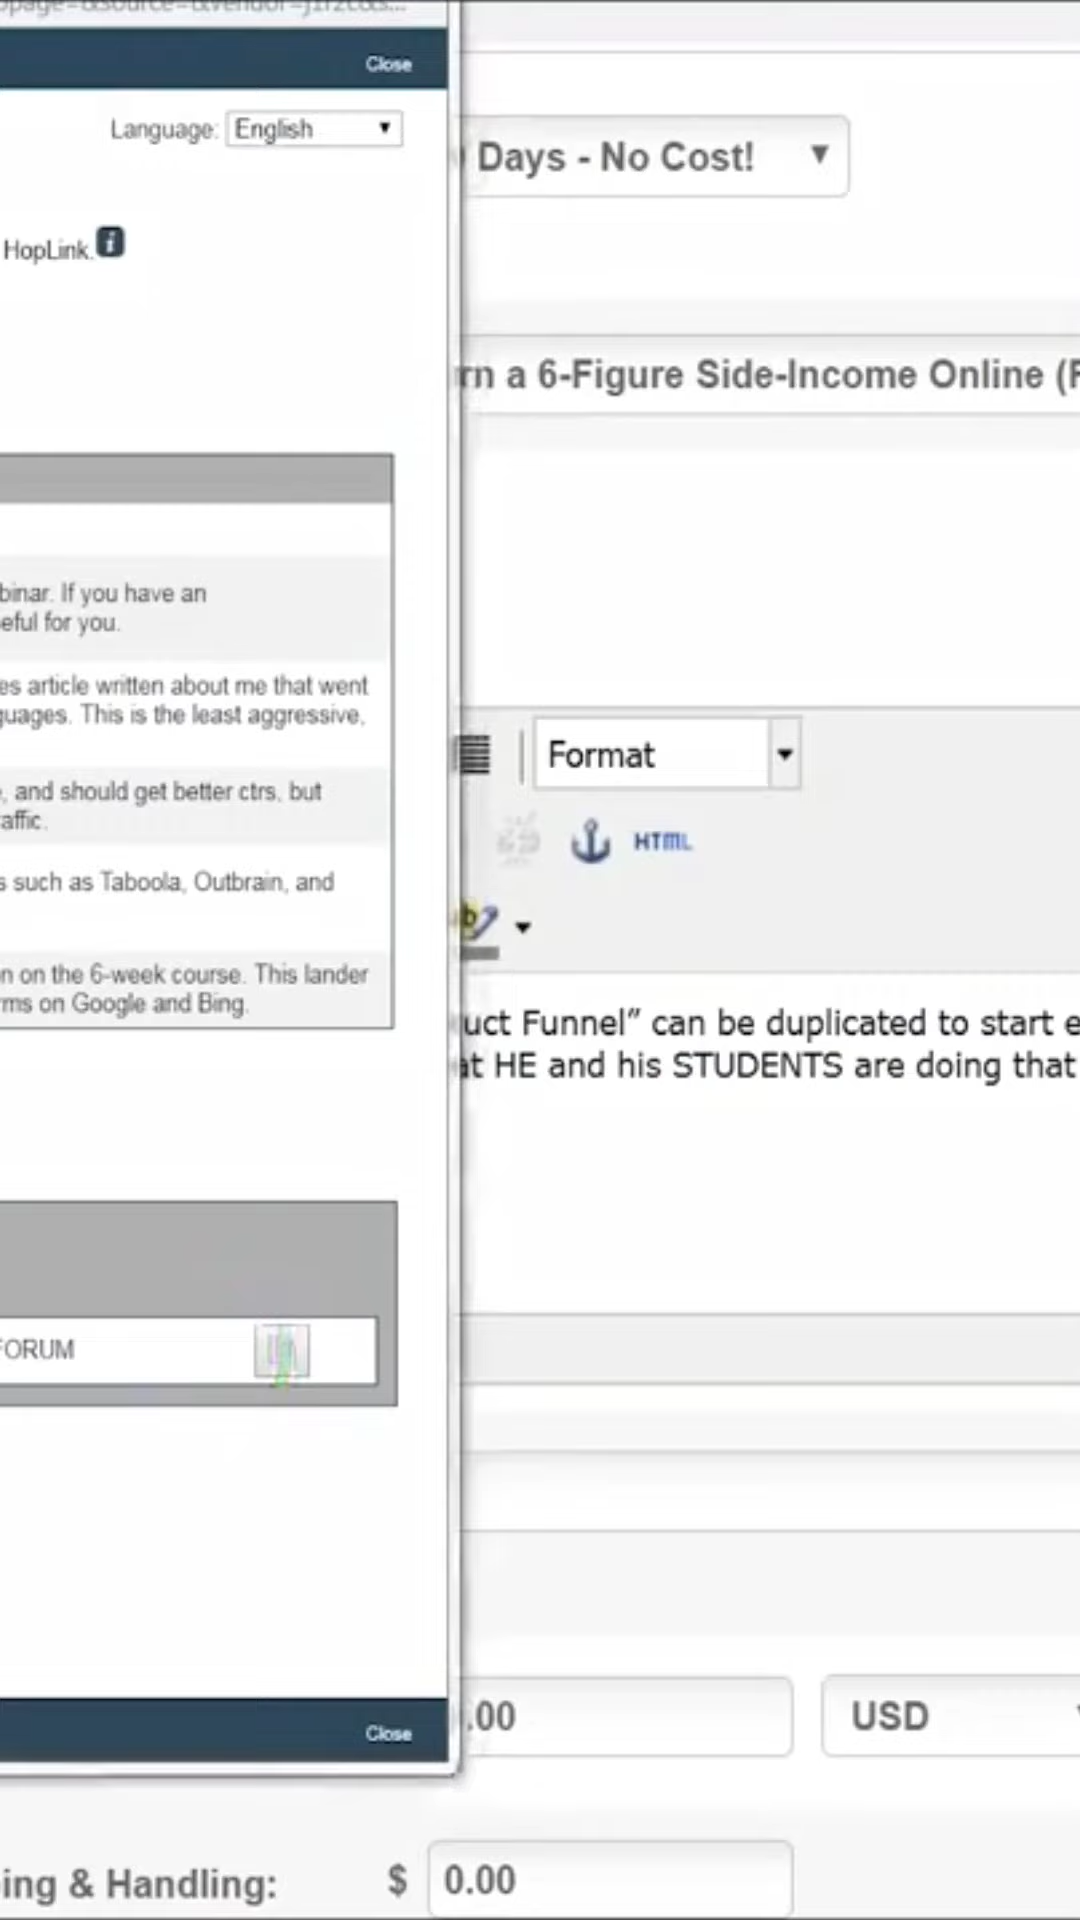 Close
Language: English
HopLink.
Days - No Cost!
rn a 6-Figure Side-Income Online (F
binar. If you have an
eful for you.
es article written about me that went
guages. This is the least aggressive,
, and should get better ctrs, but
affic.
s such as Taboola, Outbrain, and
n on the 6-week course. This lander
rms on Google and Bing.
Format
HTML
uct Funnel” can be duplicated to start e
at HE and his STUDENTS are doing that
FORUM
Close
.00
USD
ing & Handling:
$ 0.00